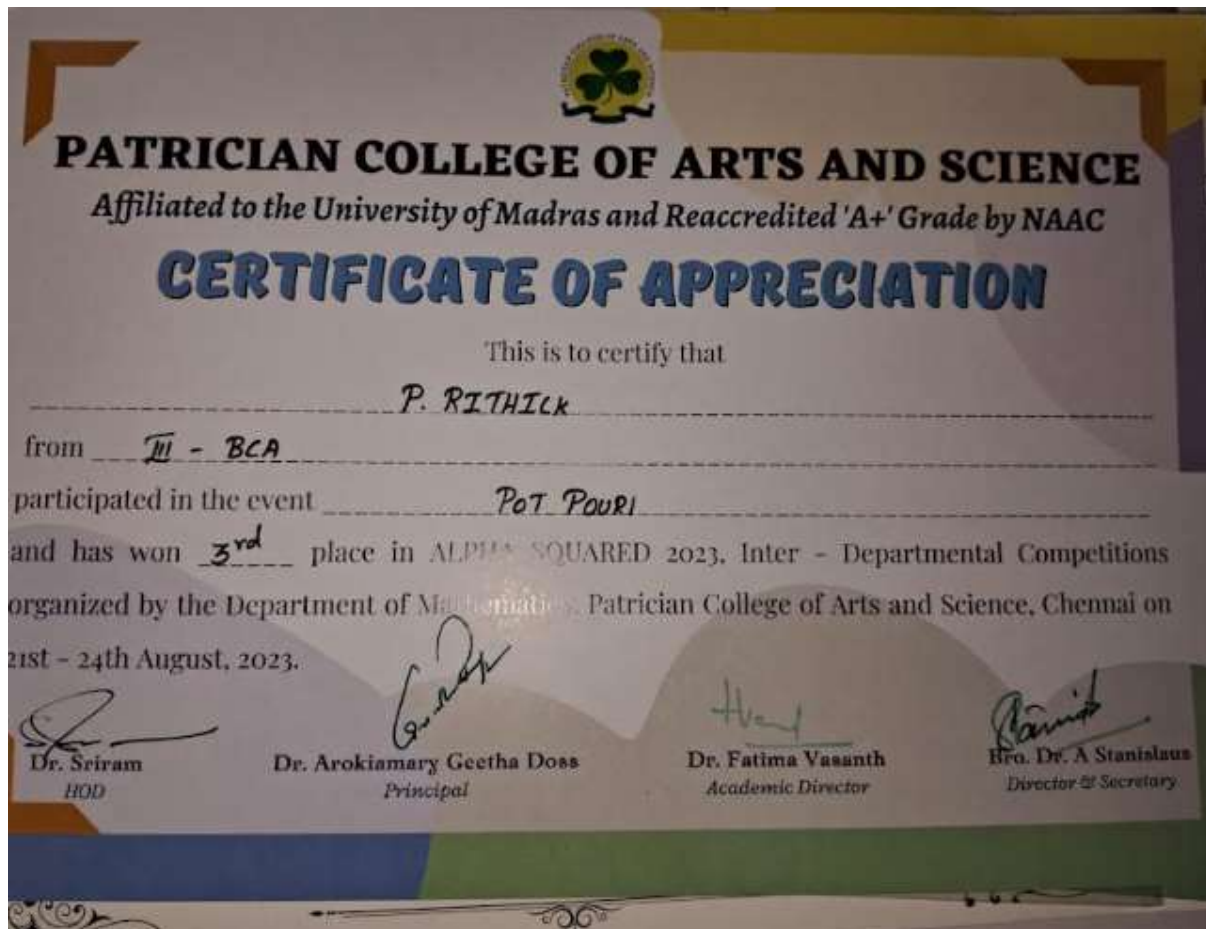 PATRICIAN COLLEGE OF ARTS AND SCIENCE
Affiliated to the University of Madras and Reaccredited 'A+' Grade by NAAC
CERTIFICATE OF APPRECIATION
This is to certify that
P. RITHICK
from III - BCA
participated in the event POT POURI
and has won 3rd place in ALPHA SQUARED 2023, Inter - Departmental Competitions
organized by the Department of Mathematics, Patrician College of Arts and Science, Chennai on
21st - 24th August, 2023.
Dr. Sriram Dr. Arokiamary Geetha Doss Dr. Fatima Vasanth Bro. Dr. A Stanislaus
HOD Principal Academic Director Director & Secretary